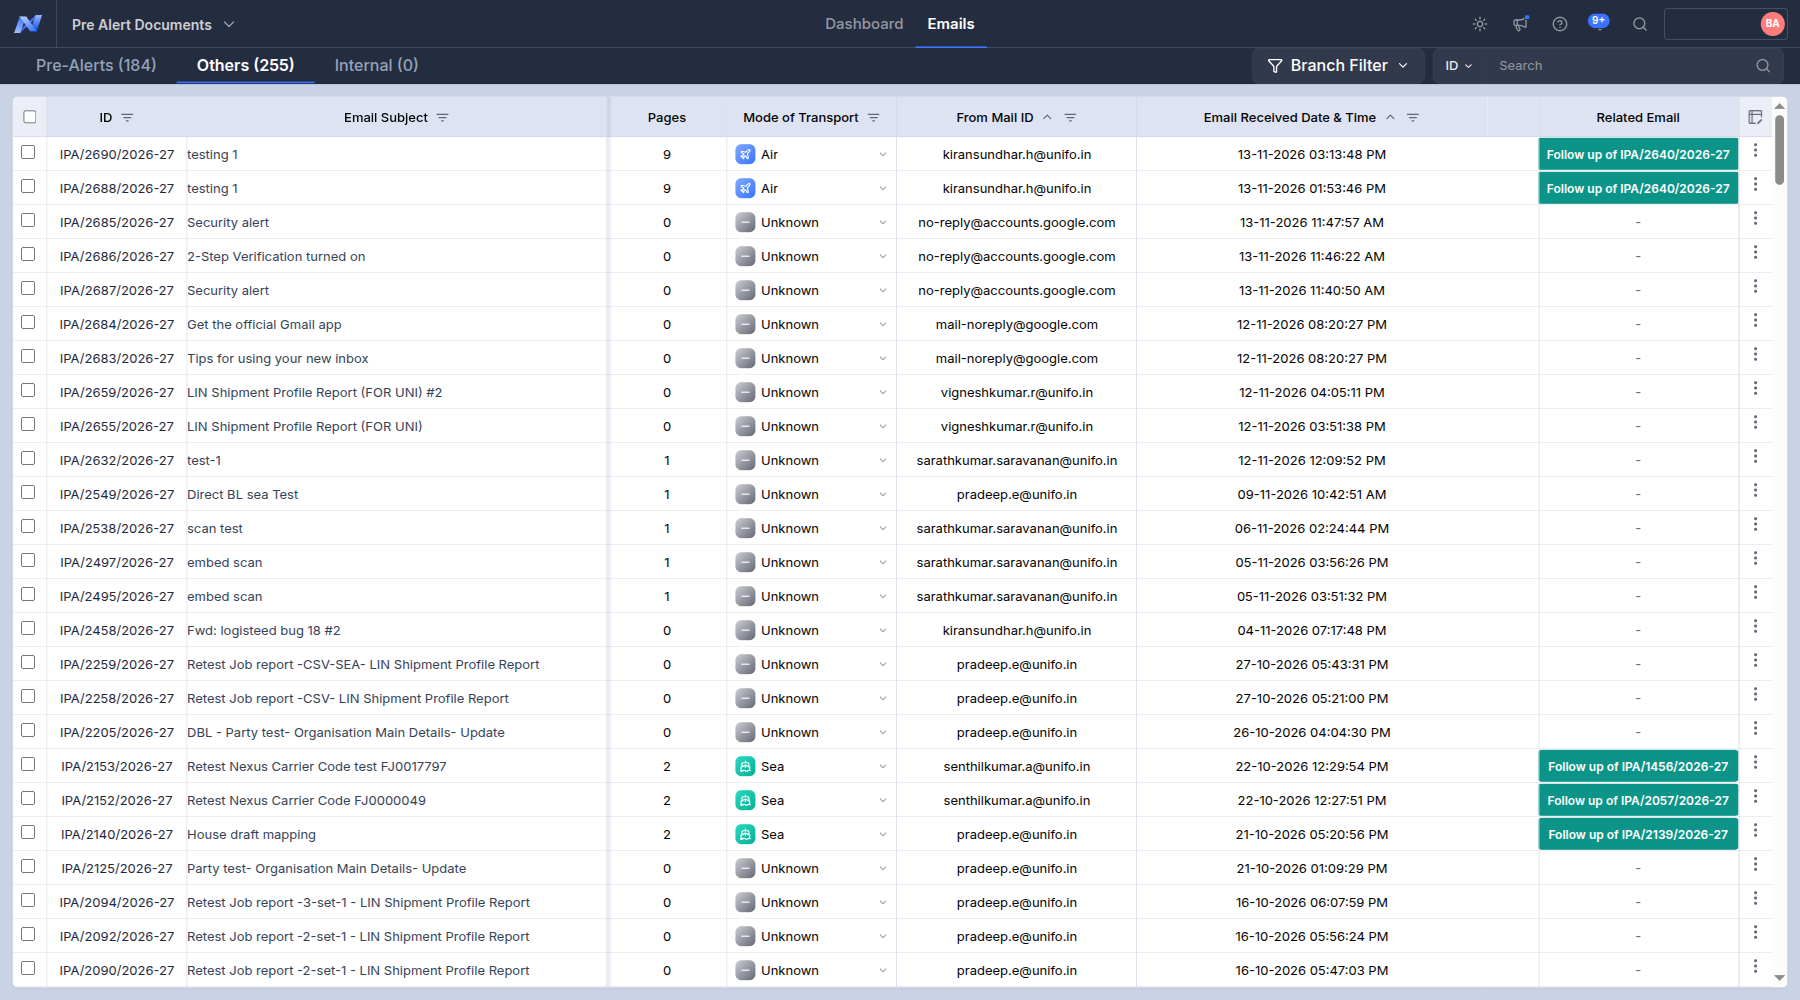 Pre Alert Documents Dashboard Emails 9+ BA
Pre-Alerts (184) Others (255) Internal (0) Branch Filter ID Search
ID Email Subject Pages Mode of Transport From Mail ID Email Received Date & Time Related Email
IPA/2690/2026-27 testing 1 9 Air kiransundhar.h@unifo.in 13-11-2026 03:13:48 PM Follow up of IPA/2640/2026-27
IPA/2688/2026-27 testing 1 9 Air kiransundhar.h@unifo.in 13-11-2026 01:53:46 PM Follow up of IPA/2640/2026-27
IPA/2685/2026-27 Security alert 0 Unknown no-reply@accounts.google.com 13-11-2026 11:47:57 AM -
IPA/2686/2026-27 2-Step Verification turned on 0 Unknown no-reply@accounts.google.com 13-11-2026 11:46:22 AM -
IPA/2687/2026-27 Security alert 0 Unknown no-reply@accounts.google.com 13-11-2026 11:40:50 AM -
IPA/2684/2026-27 Get the official Gmail app 0 Unknown mail-noreply@google.com 12-11-2026 08:20:27 PM -
IPA/2683/2026-27 Tips for using your new inbox 0 Unknown mail-noreply@google.com 12-11-2026 08:20:27 PM -
IPA/2659/2026-27 LIN Shipment Profile Report (FOR UNI) #2 0 Unknown vigneshkumar.r@unifo.in 12-11-2026 04:05:11 PM -
IPA/2655/2026-27 LIN Shipment Profile Report (FOR UNI) 0 Unknown vigneshkumar.r@unifo.in 12-11-2026 03:51:38 PM -
IPA/2632/2026-27 test-1 1 Unknown sarathkumar.saravanan@unifo.in 12-11-2026 12:09:52 PM -
IPA/2549/2026-27 Direct BL sea Test 1 Unknown pradeep.e@unifo.in 09-11-2026 10:42:51 AM -
IPA/2538/2026-27 scan test 1 Unknown sarathkumar.saravanan@unifo.in 06-11-2026 02:24:44 PM -
IPA/2497/2026-27 embed scan 1 Unknown sarathkumar.saravanan@unifo.in 05-11-2026 03:56:26 PM -
IPA/2495/2026-27 embed scan 1 Unknown sarathkumar.saravanan@unifo.in 05-11-2026 03:51:32 PM -
IPA/2458/2026-27 Fwd: logisteed bug 18 #2 0 Unknown kiransundhar.h@unifo.in 04-11-2026 07:17:48 PM -
IPA/2259/2026-27 Retest Job report -CSV-SEA- LIN Shipment Profile Report 0 Unknown pradeep.e@unifo.in 27-10-2026 05:43:31 PM -
IPA/2258/2026-27 Retest Job report -CSV- LIN Shipment Profile Report 0 Unknown pradeep.e@unifo.in 27-10-2026 05:21:00 PM -
IPA/2205/2026-27 DBL - Party test- Organisation Main Details- Update 0 Unknown pradeep.e@unifo.in 26-10-2026 04:04:30 PM -
IPA/2153/2026-27 Retest Nexus Carrier Code test FJ0017797 2 Sea senthilkumar.a@unifo.in 22-10-2026 12:29:54 PM Follow up of IPA/1456/2026-27
IPA/2152/2026-27 Retest Nexus Carrier Code FJ0000049 2 Sea senthilkumar.a@unifo.in 22-10-2026 12:27:51 PM Follow up of IPA/2057/2026-27
IPA/2140/2026-27 House draft mapping 2 Sea pradeep.e@unifo.in 21-10-2026 05:20:56 PM Follow up of IPA/2139/2026-27
IPA/2125/2026-27 Party test- Organisation Main Details- Update 0 Unknown pradeep.e@unifo.in 21-10-2026 01:09:29 PM -
IPA/2094/2026-27 Retest Job report -3-set-1 - LIN Shipment Profile Report 0 Unknown pradeep.e@unifo.in 16-10-2026 06:07:59 PM -
IPA/2092/2026-27 Retest Job report -2-set-1 - LIN Shipment Profile Report 0 Unknown pradeep.e@unifo.in 16-10-2026 05:56:24 PM -
IPA/2090/2026-27 Retest Job report -2-set-1 - LIN Shipment Profile Report 0 Unknown pradeep.e@unifo.in 16-10-2026 05:47:03 PM -